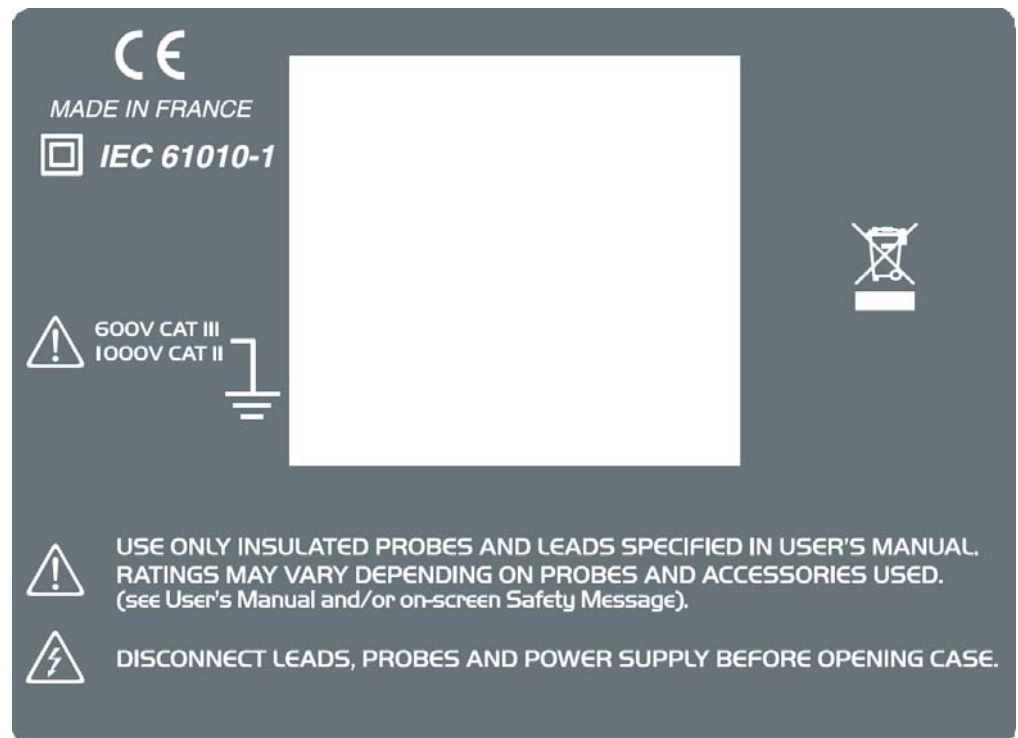 CE
MADE IN FRANCE
IEC 61010-1
600V CAT III
1000V CAT II
USE ONLY INSULATED PROBES AND LEADS SPECIFIED IN USER'S MANUAL.
RATINGS MAY VARY DEPENDING ON PROBES AND ACCESSORIES USED.
(see User's Manual and/or on-screen Safety Message).
DISCONNECT LEADS, PROBES AND POWER SUPPLY BEFORE OPENING CASE.